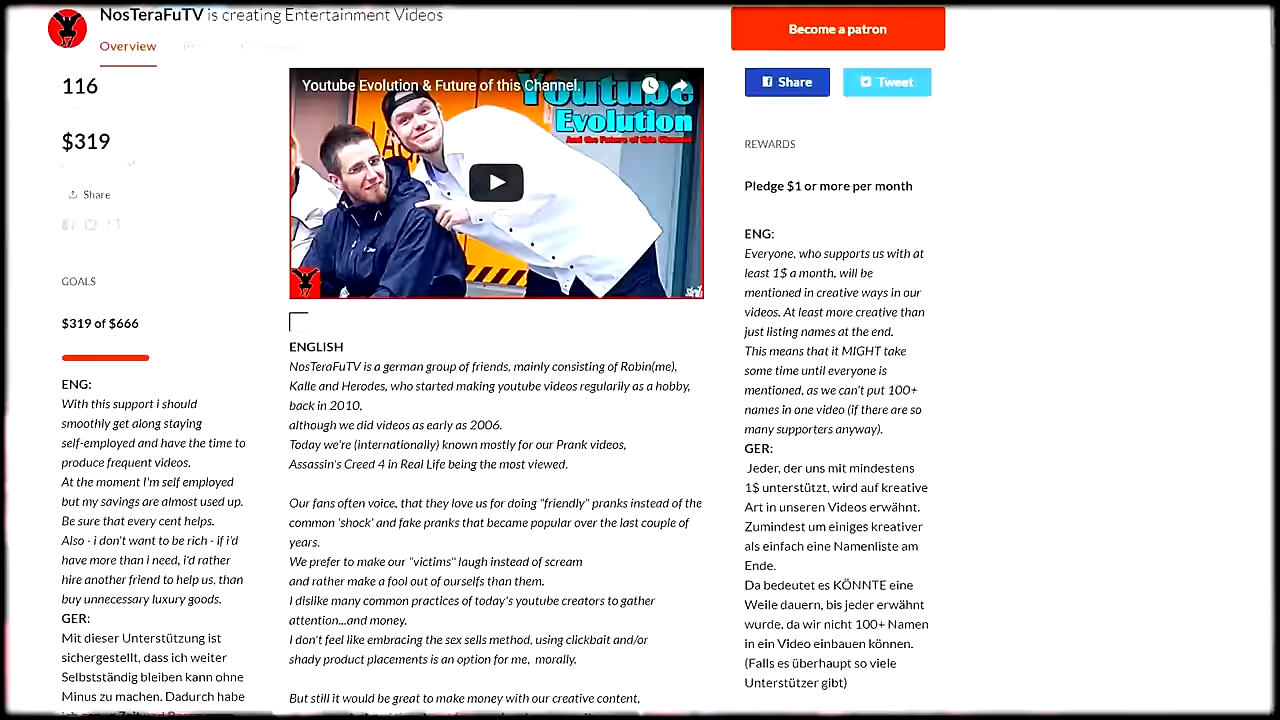 NosTeraFuTV is creating Entertainment Videos
Overview
Become a patron
116
$319
Share
GOALS
$319 of $666
ENG:
With this support i should
smoothly get along staying
self-employed and have the time to
produce frequent videos.
At the moment I'm self employed
but my savings are almost used up.
Be sure that every cent helps.
Also - i don't want to be rich - if i'd
have more than i need, i'd rather
hire another friend to help us, than
buy unnecessary luxury goods.
GER:
Mit dieser Unterstützung ist
sichergestellt, dass ich weiter
Selbstständig bleiben kann ohne
Minus zu machen. Dadurch habe
Youtube Evolution & Future of this Channel.
Youtube
Evolution
And the Future of this Channel
ENGLISH
NosTeraFuTV is a german group of friends, mainly consisting of Robin(me),
Kalle and Herodes, who started making youtube videos regularily as a hobby,
back in 2010,
although we did videos as early as 2006.
Today we're (internationally) known mostly for our Prank videos,
Assassin's Creed 4 in Real Life being the most viewed.
Our fans often voice, that they love us for doing "friendly" pranks instead of the
common 'shock' and fake pranks that became popular over the last couple of
years.
We prefer to make our "victims" laugh instead of scream
and rather make a fool out of ourselfs than them.
I dislike many common practices of today's youtube creators to gather
attention...and money.
I don't feel like embracing the sex sells method, using clickbait and/or
shady product placements is an option for me, morally.
But still it would be great to make money with our creative content,
Share
Tweet
REWARDS
Pledge $1 or more per month
ENG:
Everyone, who supports us with at
least 1$ a month, will be
mentioned in creative ways in our
videos. At least more creative than
just listing names at the end.
This means that it MIGHT take
some time until everyone is
mentioned, as we can't put 100+
names in one video (if there are so
many supporters anyway).
GER:
Jeder, der uns mit mindestens
1$ unterstützt, wird auf kreative
Art in unseren Videos erwähnt.
Zumindest um einiges kreativer
als einfach eine Namenliste am
Ende.
Da bedeutet es KÖNNTE eine
Weile dauern, bis jeder erwähnt
wurde, da wir nicht 100+ Namen
in ein Video einbauen können.
(Falls es überhaupt so viele
Unterstützer gibt)